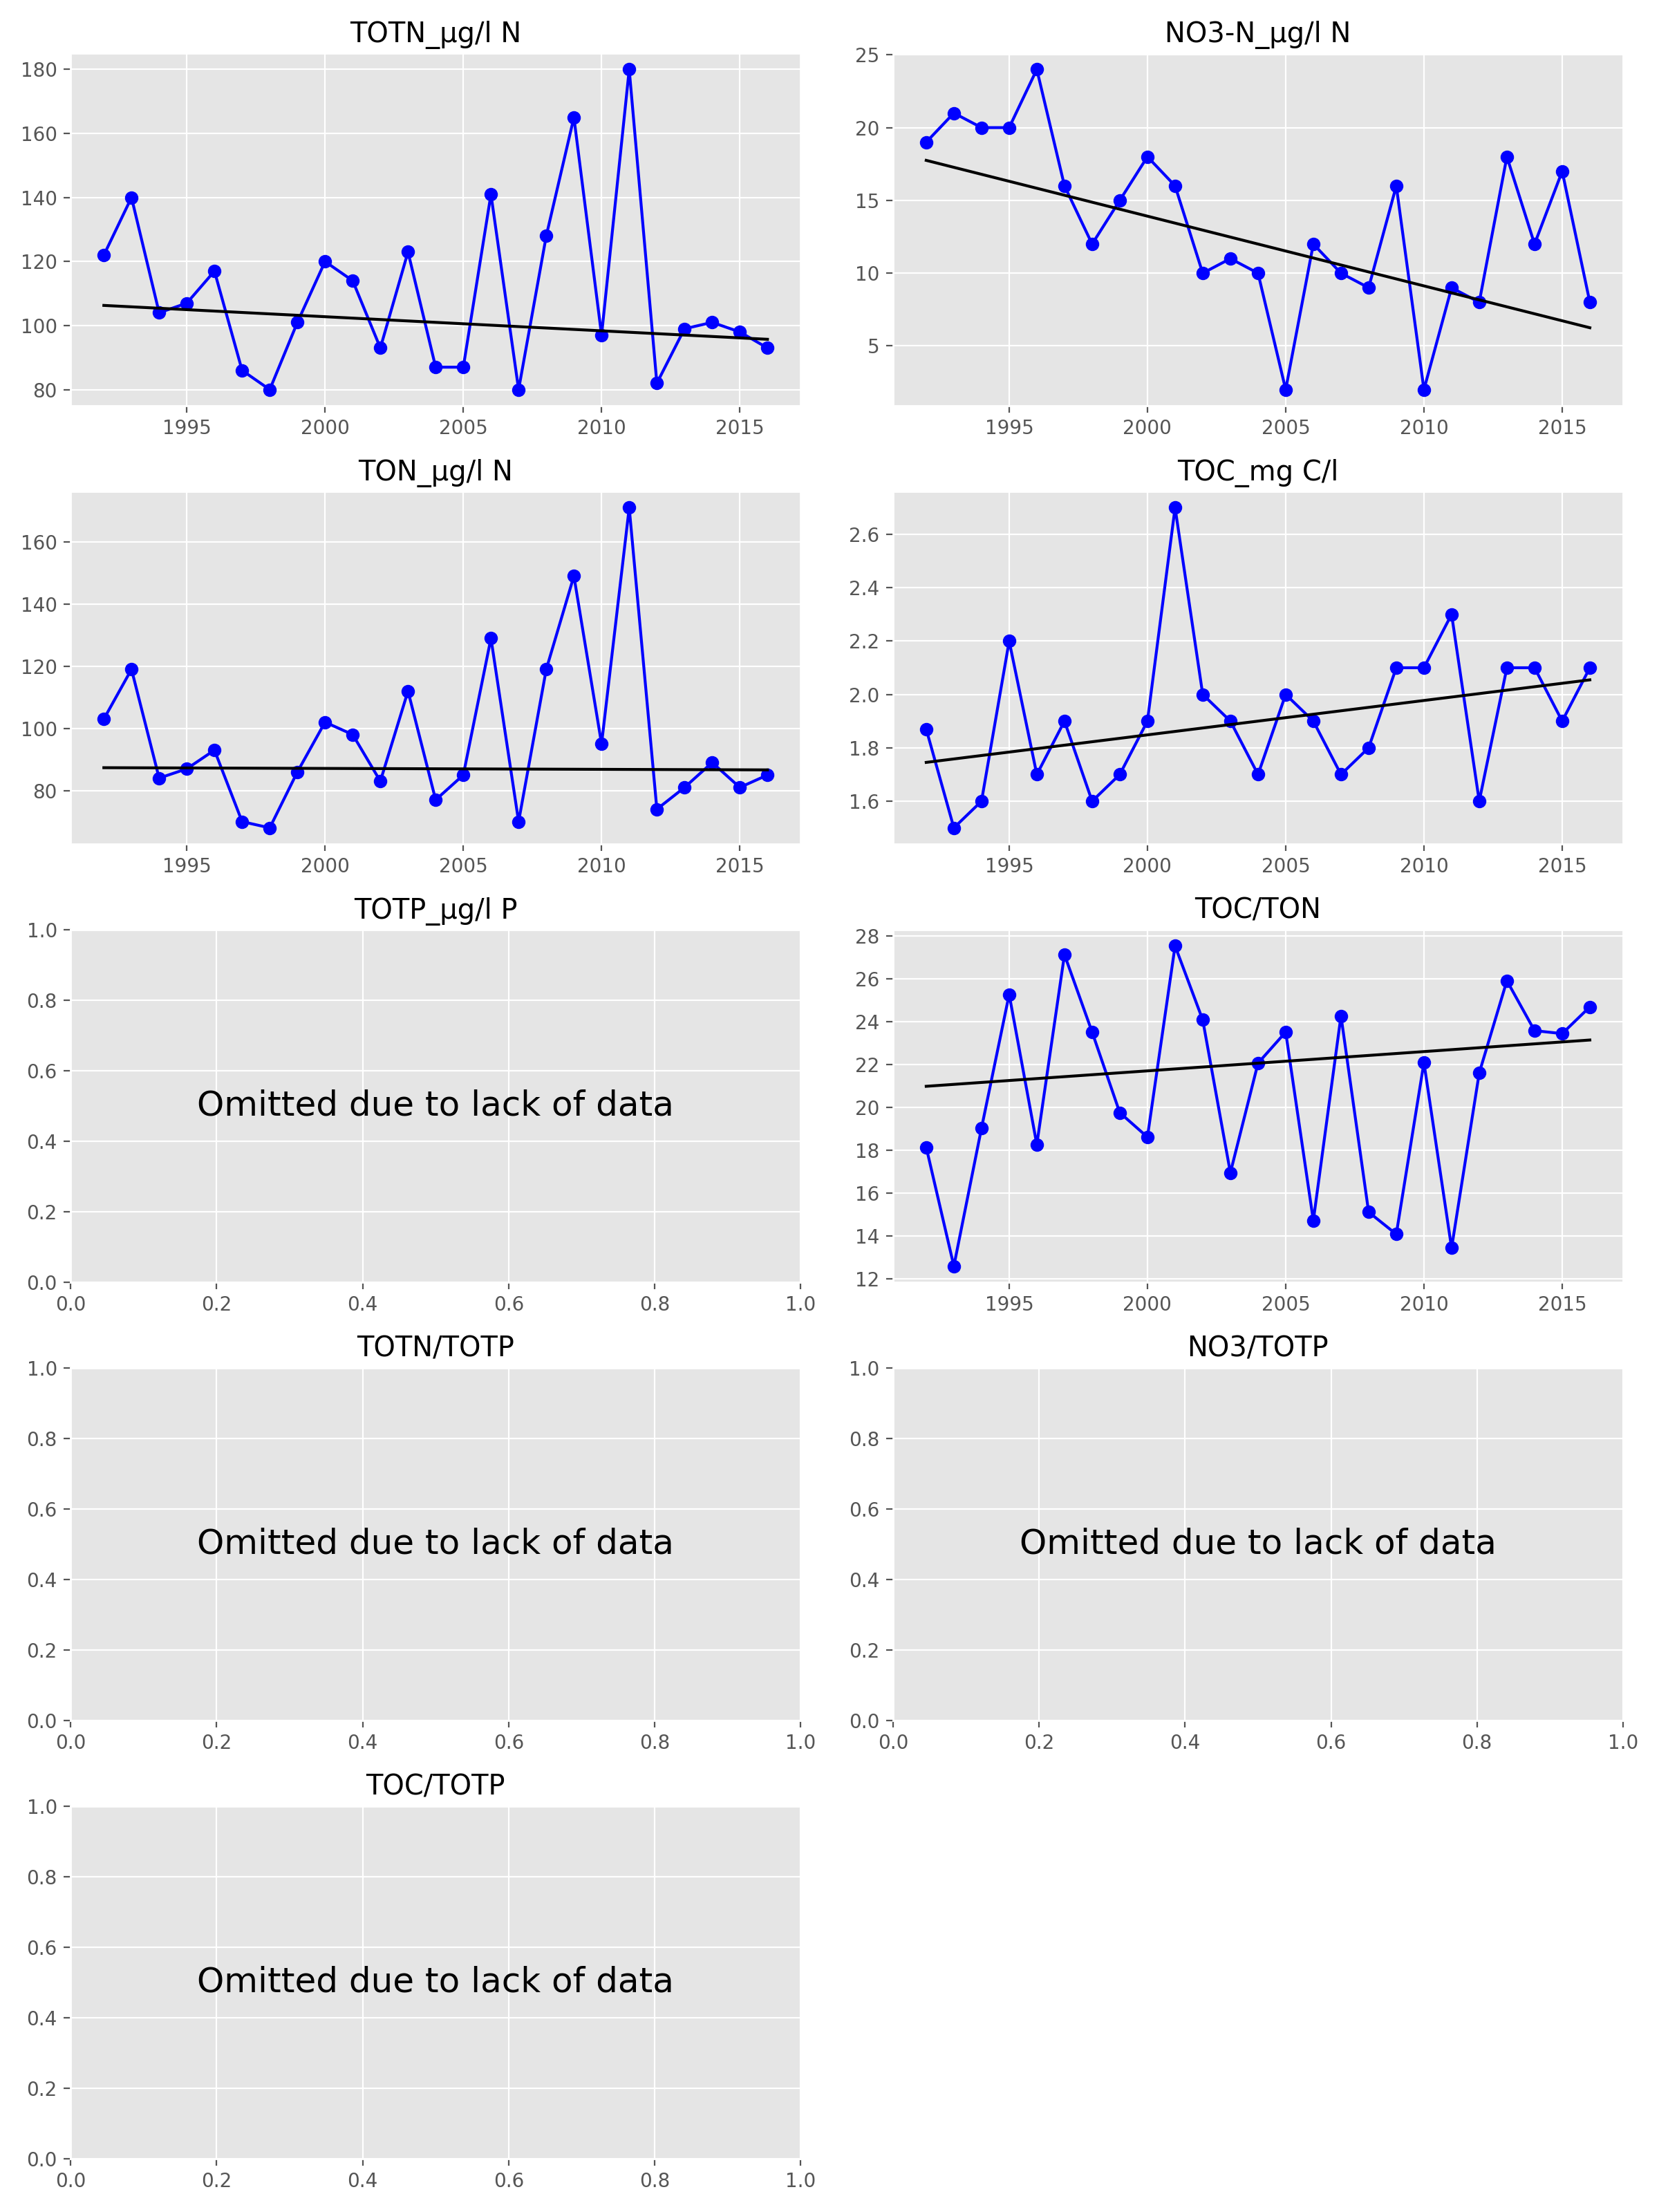 TOTN_µg/l N
180
160
140
120
100
80
1995 2000 2005 2010 2015
NO3-N_µg/l N
25
20
15
10
5
1995 2000 2005 2010 2015
TON_µg/l N
160
140
120
100
80
1995 2000 2005 2010 2015
TOC_mg C/l
2.6
2.4
2.2
2.0
1.8
1.6
1995 2000 2005 2010 2015
TOTP_µg/l P
1.0
0.8
0.6
Omitted due to lack of data
0.4
0.2
0.0
0.0 0.2 0.4 0.6 0.8 1.0
TOC/TON
28
26
24
22
20
18
16
14
12
1995 2000 2005 2010 2015
TOTN/TOTP
1.0
0.8
0.6
Omitted due to lack of data
0.4
0.2
0.0
0.0 0.2 0.4 0.6 0.8 1.0
NO3/TOTP
1.0
0.8
0.6
Omitted due to lack of data
0.4
0.2
0.0
0.0 0.2 0.4 0.6 0.8 1.0
TOC/TOTP
1.0
0.8
0.6
Omitted due to lack of data
0.4
0.2
0.0
0.0 0.2 0.4 0.6 0.8 1.0